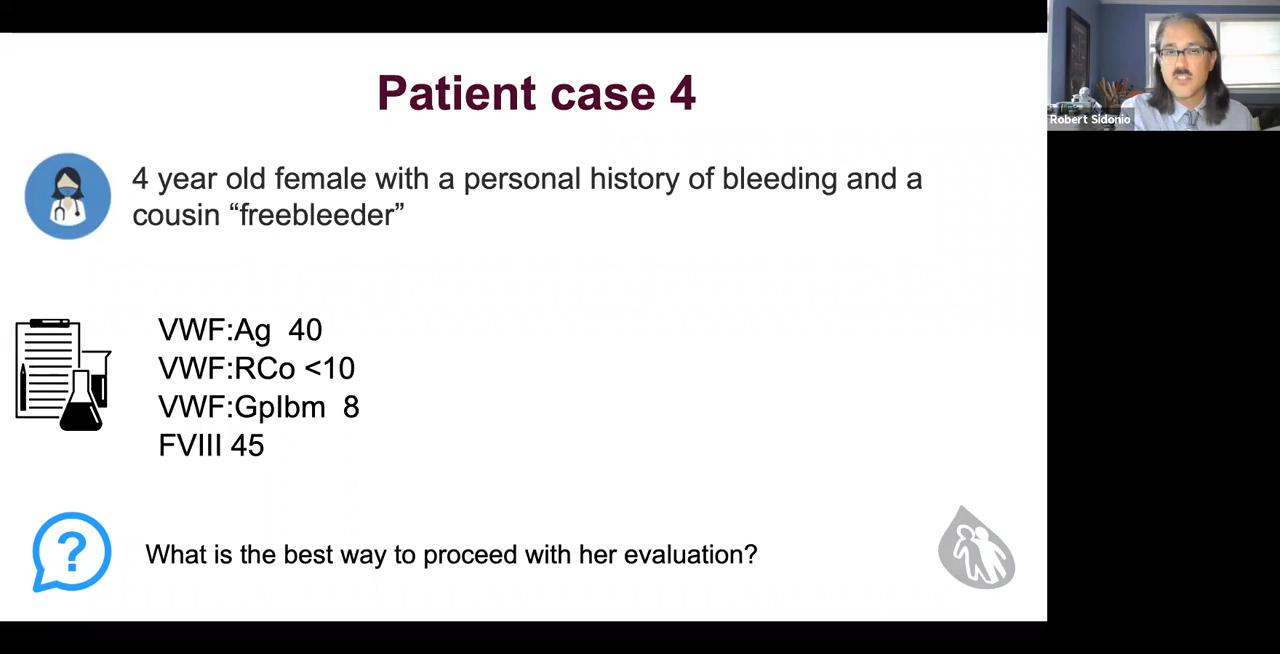 Patient case 4
Robert Sidonio
4 year old female with a personal history of bleeding and a
cousin “freebleeder”
VWF:Ag 40
VWF:RCo <10
VWF:GpIbm 8
FVIII 45
?
What is the best way to proceed with her evaluation?